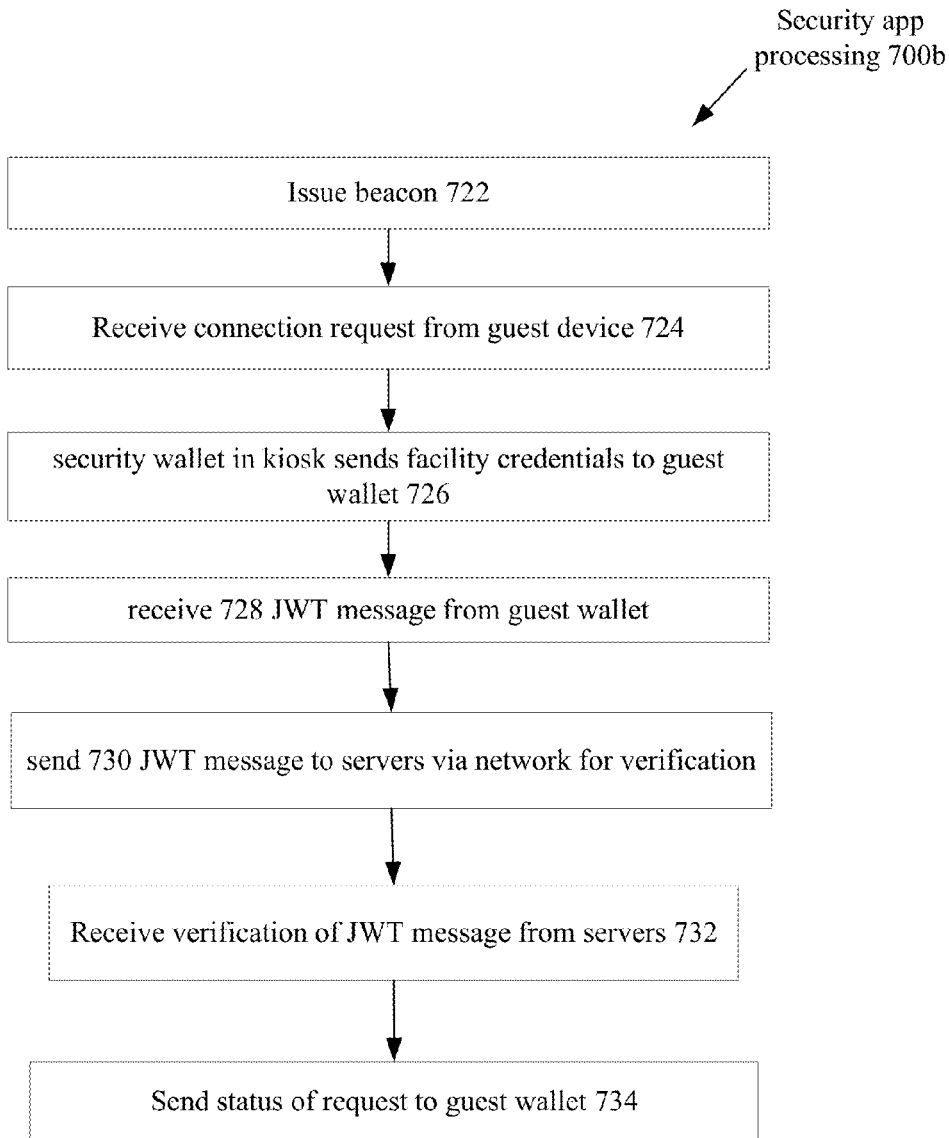 Security app
processing 700b
Issue beacon 722
Receive connection request from guest device 724
security wallet in kiosk sends facility credentials to guest
wallet 726
receive 728 JWT message from guest wallet
send 730 JWT message to servers via network for verification
Receive verification of JWT message from servers 732
Send status of request to guest wallet 734